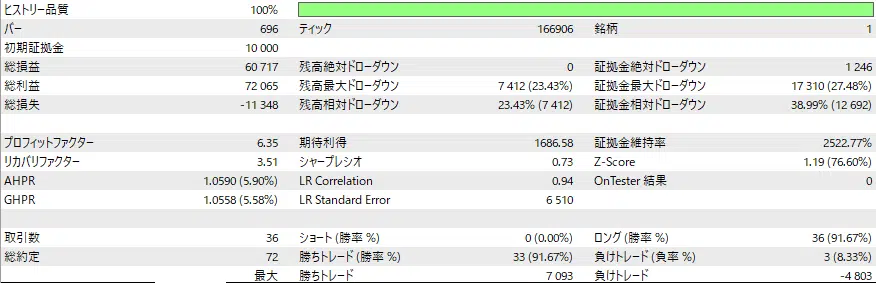 ヒストリー品質 100%
バー 696 ティック 166906 銘柄 1
初期証拠金 10 000
総損益 60 717 残高絶対ドローダウン 0 証拠金絶対ドローダウン 1 246
総利益 72 065 残高最大ドローダウン 7 412 (23.43%) 証拠金最大ドローダウン 17 310 (27.48%)
総損失 -11 348 残高相対ドローダウン 23.43% (7 412) 証拠金相対ドローダウン 38.99% (12 692)
プロフィットファクター 6.35 期待利得 1686.58 証拠金維持率 2522.77%
リカバリファクター 3.51 シャープレシオ 0.73 Z-Score 1.19 (76.60%)
AHPR 1.0590 (5.90%) LR Correlation 0.94 OnTester 結果 0
GHPR 1.0558 (5.58%) LR Standard Error 6 510
取引数 36 ショート (勝率 %) 0 (0.00%) ロング (勝率 %) 36 (91.67%)
総約定 72 勝ちトレード (勝率 %) 33 (91.67%) 負けトレード (負率 %) 3 (8.33%)
最大 勝ちトレード 7 093 負けトレード -4 803